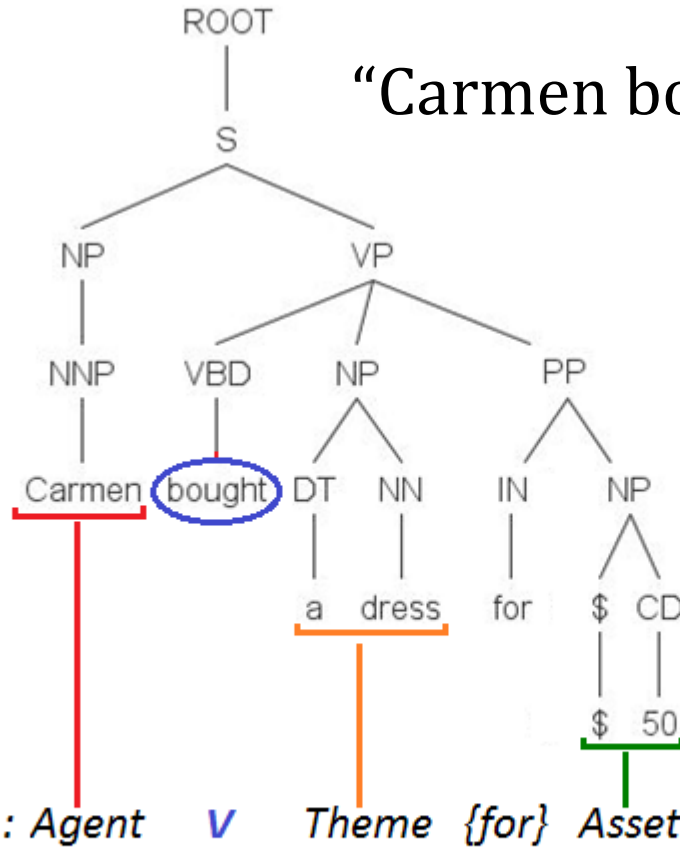 ROOT
“Carmen bo
S
NP VP
NNP VBD NP PP
Carmen bought DT NN IN NP
a dress for $ CD
$ 50
: Agent V Theme {for} Asset